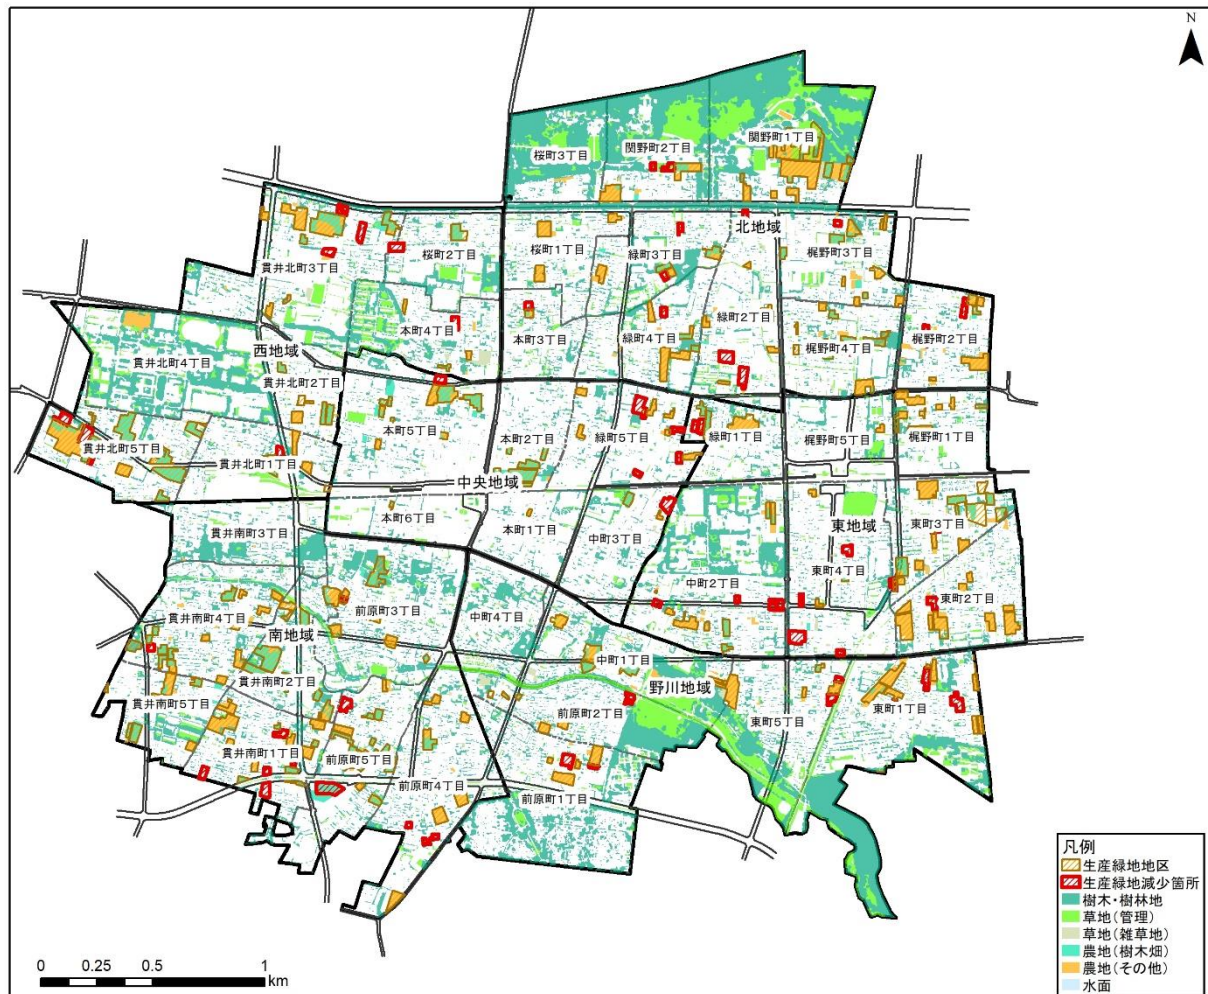 N
関野町1丁目
関野町2丁目
桜町3丁目
北地域
桜町1丁目
緑町3丁目
桜町2丁目
梶野町3丁目
貫井北町3丁目
緑町2丁目
本町4丁目
本町3丁目
緑町4丁目
梶野町4丁目
梶野町2丁目
西地域
貫井北町4丁目
貫井北町2丁目
本町5丁目
本町2丁目
緑町5丁目
緑町1丁目
梶野町5丁目
梶野町1丁目
貫井北町5丁目
貫井北町1丁目
中央地域
本町6丁目
本町1丁目
中町3丁目
東地域
東町3丁目
貫井南町3丁目
中町2丁目
東町4丁目
東町2丁目
前原町3丁目
中町4丁目
貫井南町4丁目
南地域
中町1丁目
貫井南町2丁目
野川地域
貫井南町5丁目
前原町2丁目
東町5丁目
東町1丁目
貫井南町1丁目
前原町5丁目
前原町4丁目
前原町1丁目
凡例
生産緑地地区
生産緑地減少箇所
樹木・樹林地
草地(管理)
草地(雑草地)
農地(樹木畑)
農地(その他)
水面
0 0.25 0.5 1
km